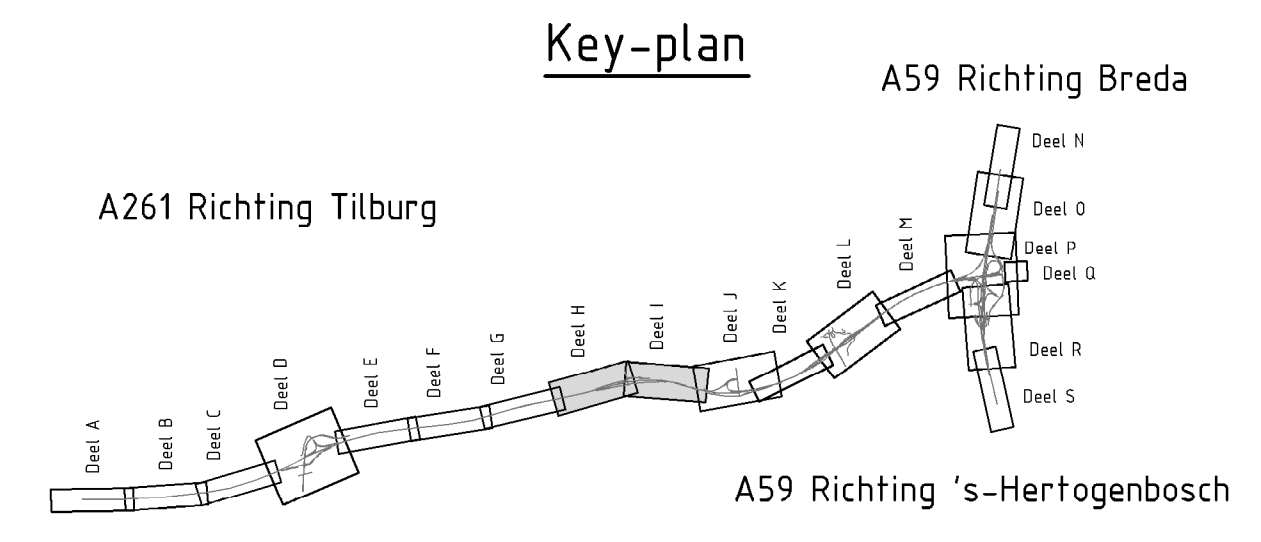 Key-plan
A59 Richting Breda
A261 Richting Tilburg
Deel A
Deel B
Deel C
Deel D
Deel E
Deel F
Deel G
Deel H
Deel I
Deel J
Deel K
Deel L
Deel M
Deel N
Deel O
Deel P
Deel Q
Deel R
Deel S
A59 Richting 's-Hertogenbosch